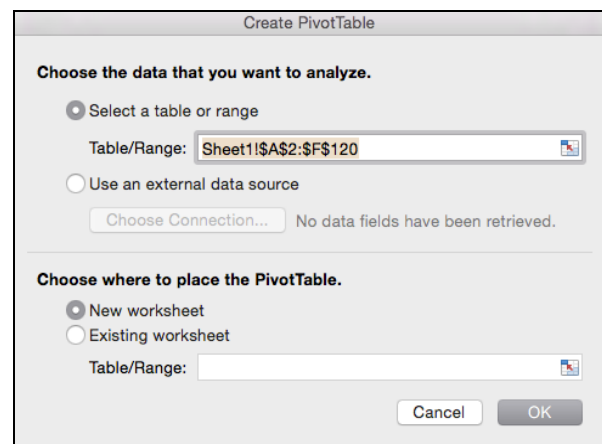 Create PivotTable
Choose the data that you want to analyze.
Select a table or range
Table/Range: Sheet1!$A$2:$F$120
Use an external data source
Choose Connection... No data fields have been retrieved.
Choose where to place the PivotTable.
New worksheet
Existing worksheet
Table/Range:
Cancel OK